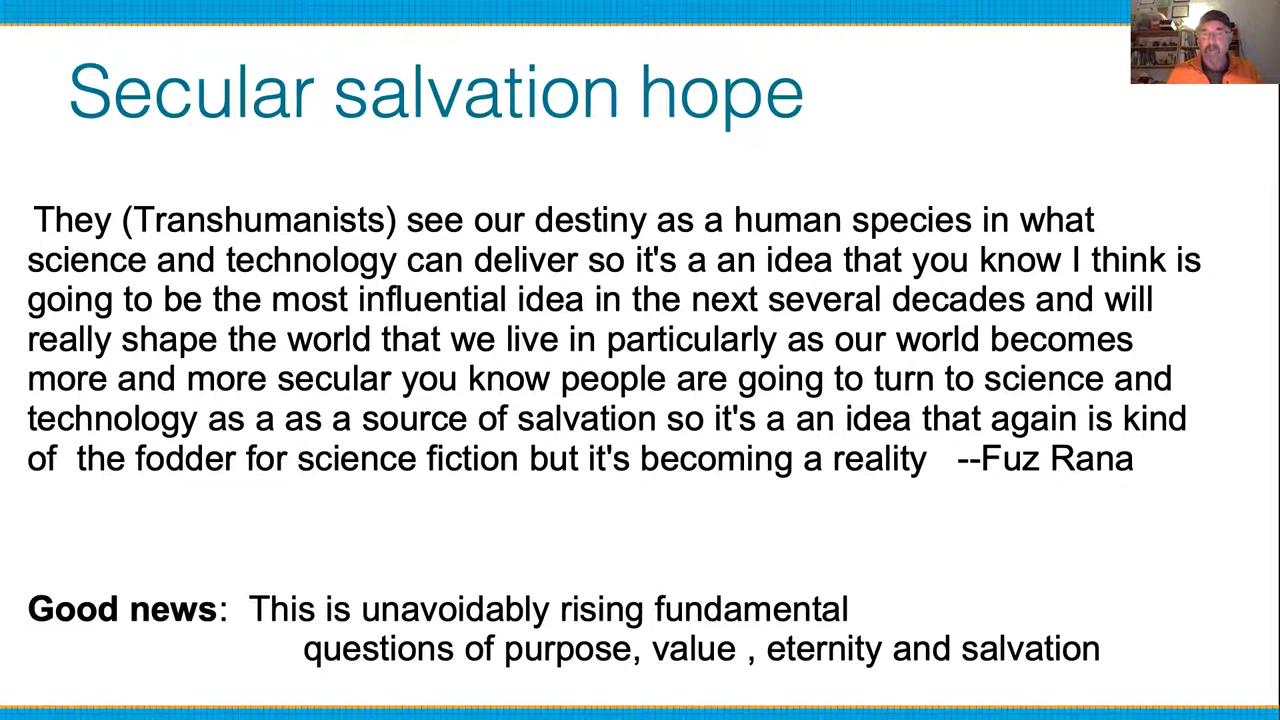 Secular salvation hope
They (Transhumanists) see our destiny as a human species in what
science and technology can deliver so it's a an idea that you know I think is
going to be the most influential idea in the next several decades and will
really shape the world that we live in particularly as our world becomes
more and more secular you know people are going to turn to science and
technology as a as a source of salvation so it's a an idea that again is kind
of the fodder for science fiction but it's becoming a reality --Fuz Rana
Good news: This is unavoidably rising fundamental
questions of purpose, value , eternity and salvation